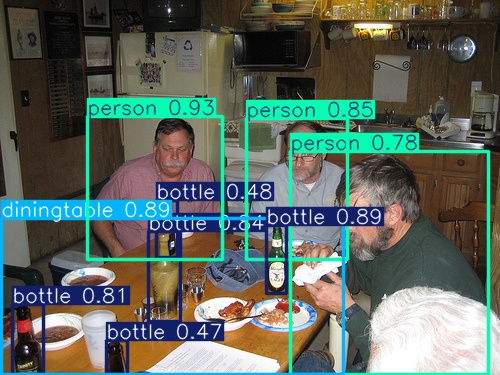 person 0.93
person 0.85
person 0.78
bottle 0.48
diningtable 0.89
bottle 0.84
bottle 0.89
bottle 0.81
bottle 0.47